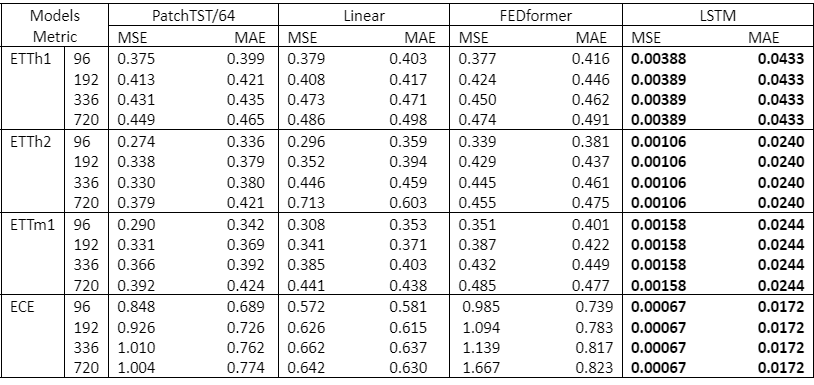 Models PatchTST/64 Linear FEDformer LSTM
Metric MSE MAE MSE MAE MSE MAE MSE MAE
ETTh1 96 0.375 0.399 0.379 0.403 0.377 0.416 0.00388 0.0433
192 0.413 0.421 0.408 0.417 0.424 0.446 0.00389 0.0433
336 0.431 0.435 0.473 0.471 0.450 0.462 0.00389 0.0433
720 0.449 0.465 0.486 0.498 0.474 0.491 0.00389 0.0433
ETTh2 96 0.274 0.336 0.296 0.359 0.339 0.381 0.00106 0.0240
192 0.338 0.379 0.352 0.394 0.429 0.437 0.00106 0.0240
336 0.330 0.380 0.446 0.459 0.445 0.461 0.00106 0.0240
720 0.379 0.421 0.713 0.603 0.455 0.475 0.00106 0.0240
ETTm1 96 0.290 0.342 0.308 0.353 0.351 0.401 0.00158 0.0244
192 0.331 0.369 0.341 0.371 0.387 0.422 0.00158 0.0244
336 0.366 0.392 0.385 0.403 0.432 0.449 0.00158 0.0244
720 0.392 0.424 0.441 0.438 0.485 0.477 0.00158 0.0244
ECE 96 0.848 0.689 0.572 0.581 0.985 0.739 0.00067 0.0172
192 0.926 0.726 0.626 0.615 1.094 0.783 0.00067 0.0172
336 1.010 0.762 0.662 0.637 1.139 0.817 0.00067 0.0172
720 1.004 0.774 0.642 0.630 1.667 0.823 0.00067 0.0172